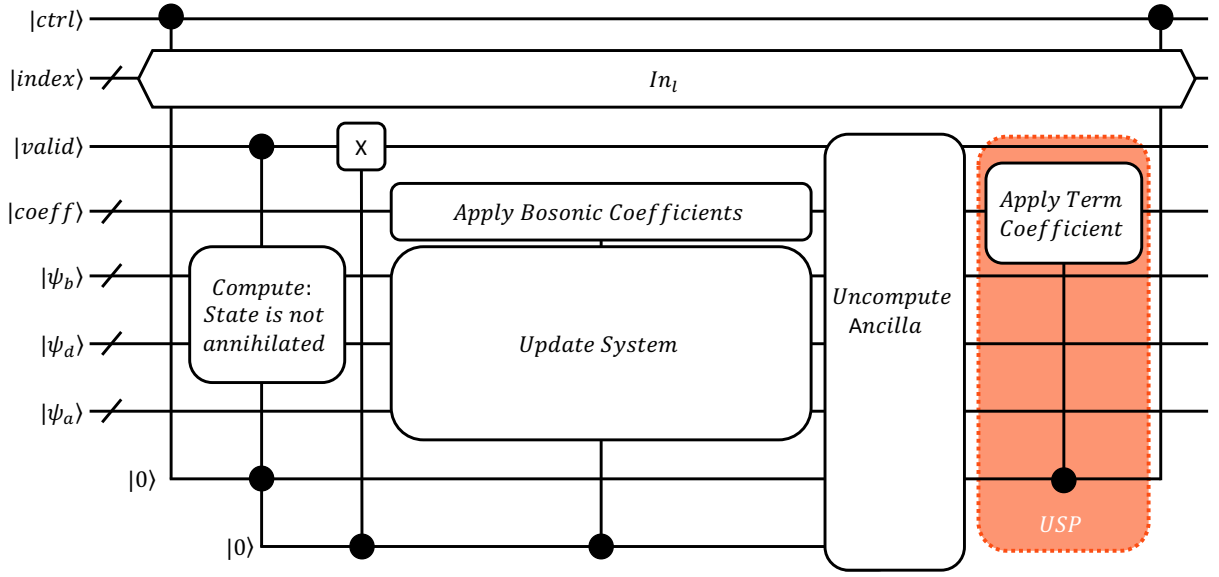 |ctrl⟩
|index⟩
In_l
|valid⟩
X
|coeff⟩
Apply Bosonic Coefficients
Apply Term
Coefficient
|ψ_b⟩
Compute:
State is not
annihilated
|ψ_d⟩
Update System
Uncompute
Ancilla
|ψ_a⟩
|0⟩
USP
|0⟩